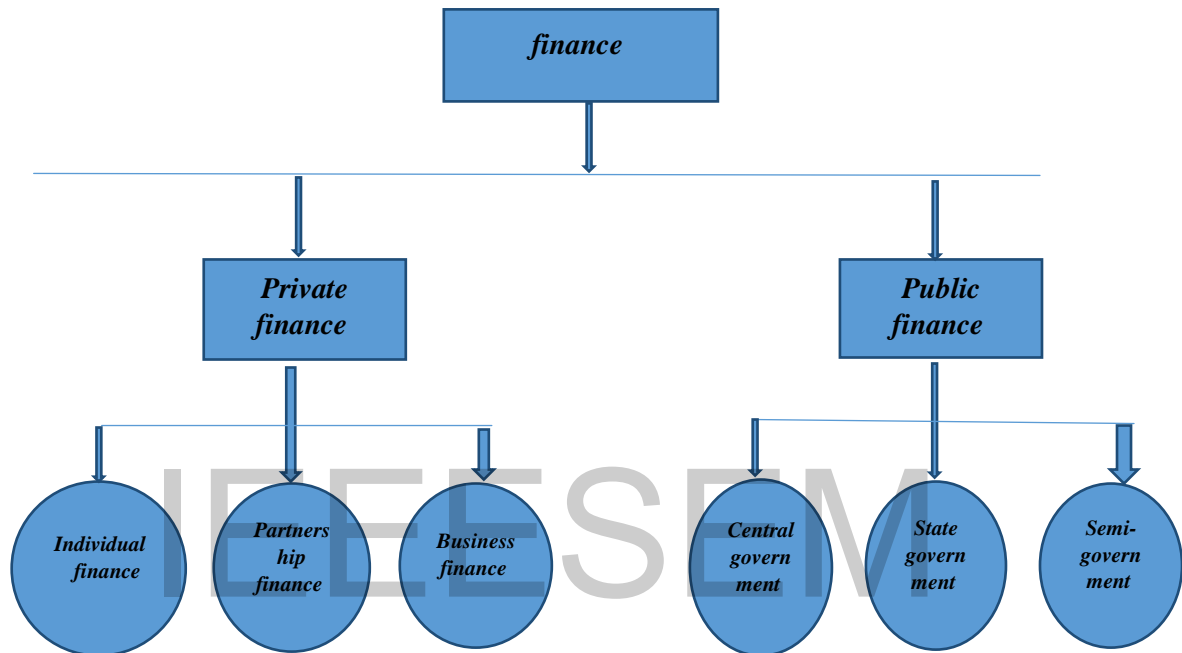 finance
Private
finance
Public
finance
Individual
finance
Partners
hip
finance
Business
finance
Central
govern
ment
State
govern
ment
Semi-
govern
ment
IEEESEM